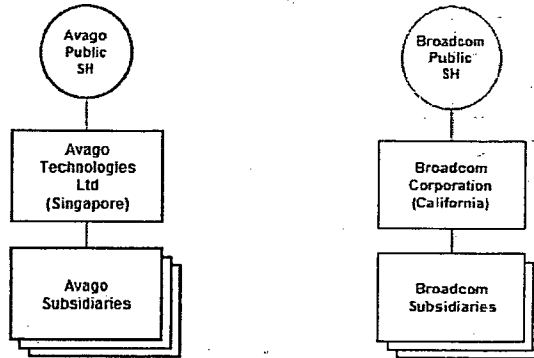 Avago
Public
SH
Avago
Technologies
Ltd
(Singapore)
Avago
Subsidiaries
Broadcom
Public
SH
Broadcom
Corporation
(California)
Broadcom
Subsidiaries